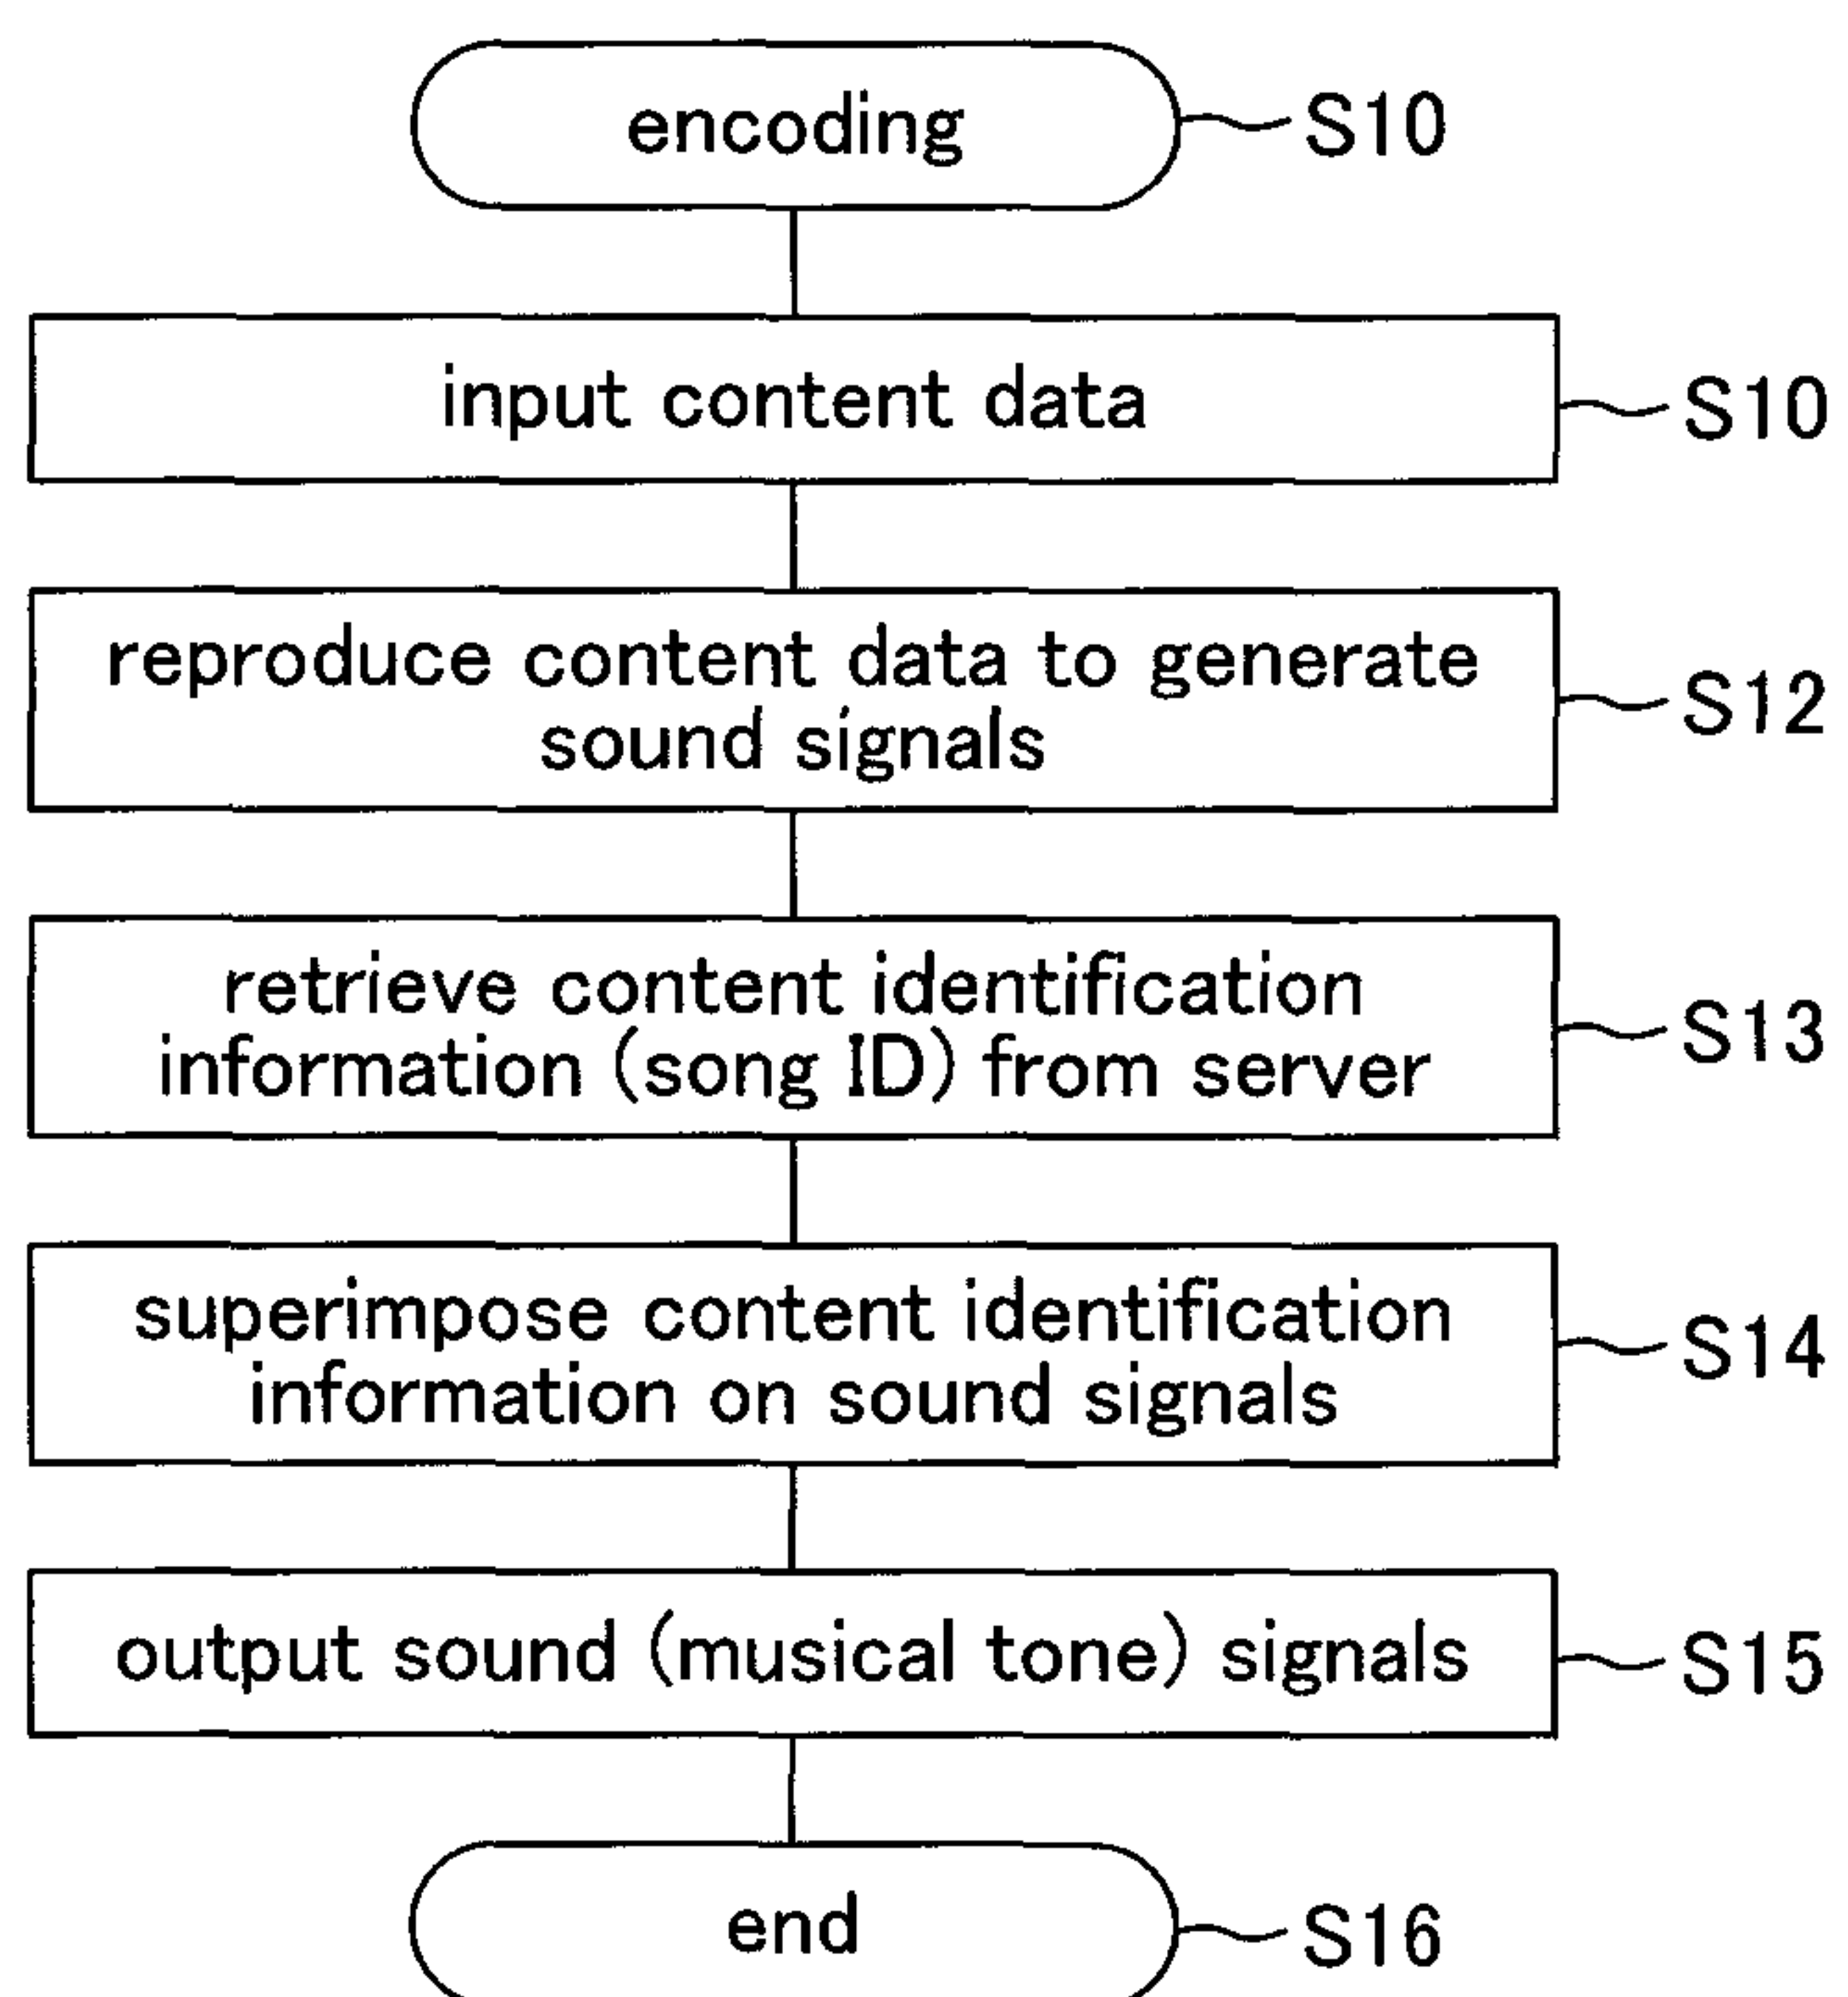 encoding
S10
input content data
S10
reproduce content data to generate
sound signals
S12
retrieve content identification
information (song ID) from server
S13
superimpose content identification
information on sound signals
S14
output sound (musical tone) signals
S15
end
S16